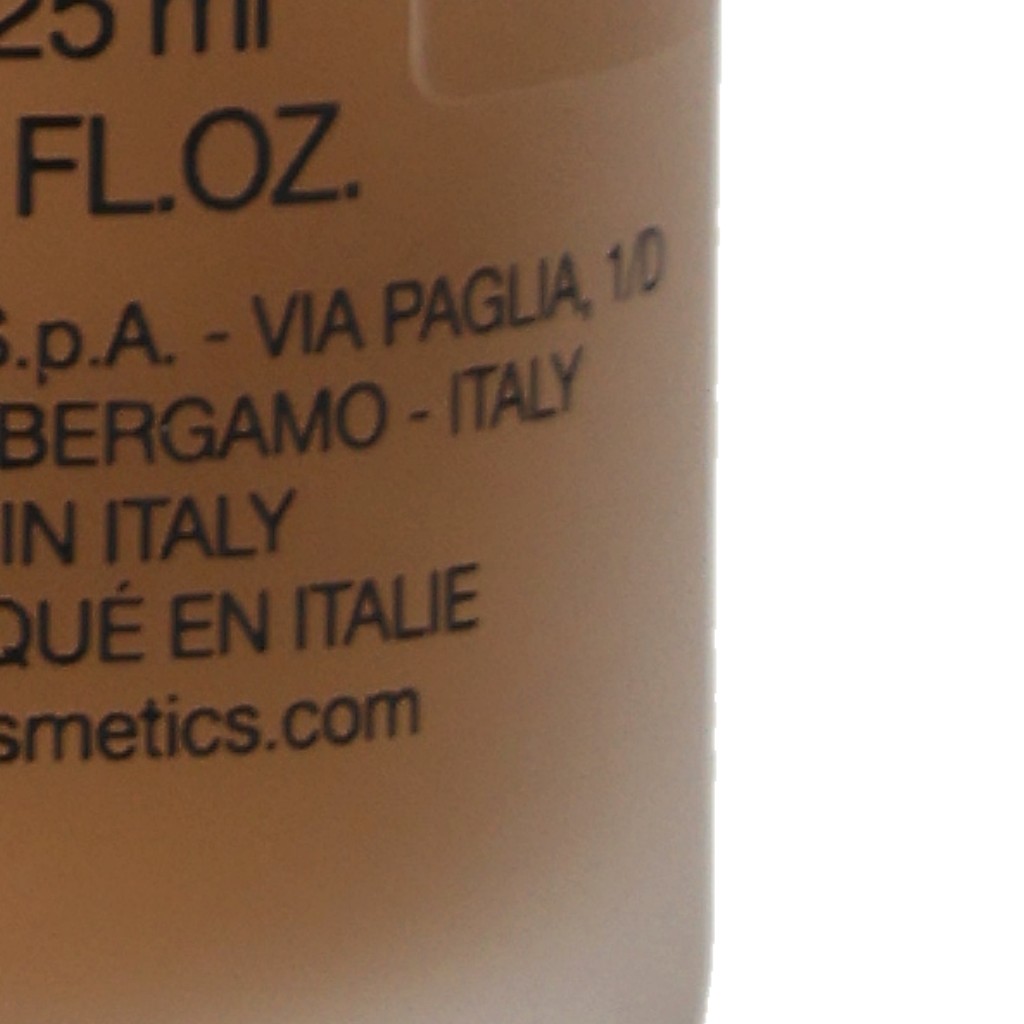 25 ml
FL.OZ.
S.p.A. - VIA PAGLIA, 1/D
BERGAMO - ITALY
IN ITALY
QUÉ EN ITALIE
smetics.com